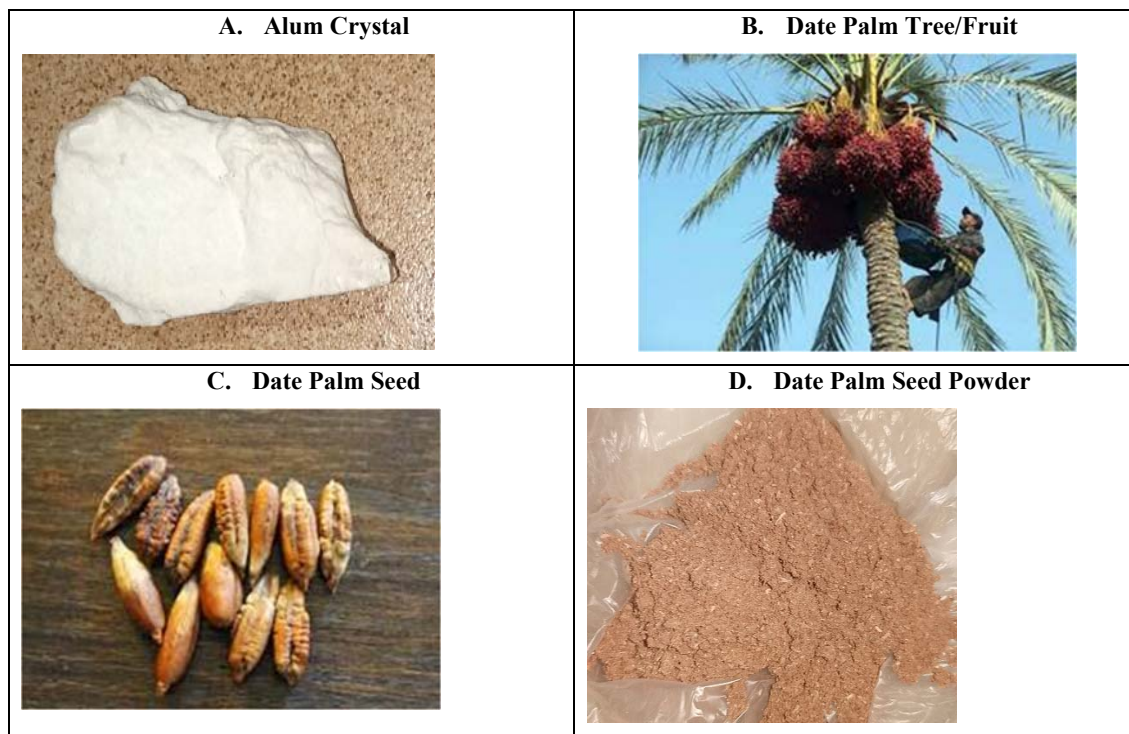 A. Alum Crystal
B. Date Palm Tree/Fruit
C. Date Palm Seed
D. Date Palm Seed Powder